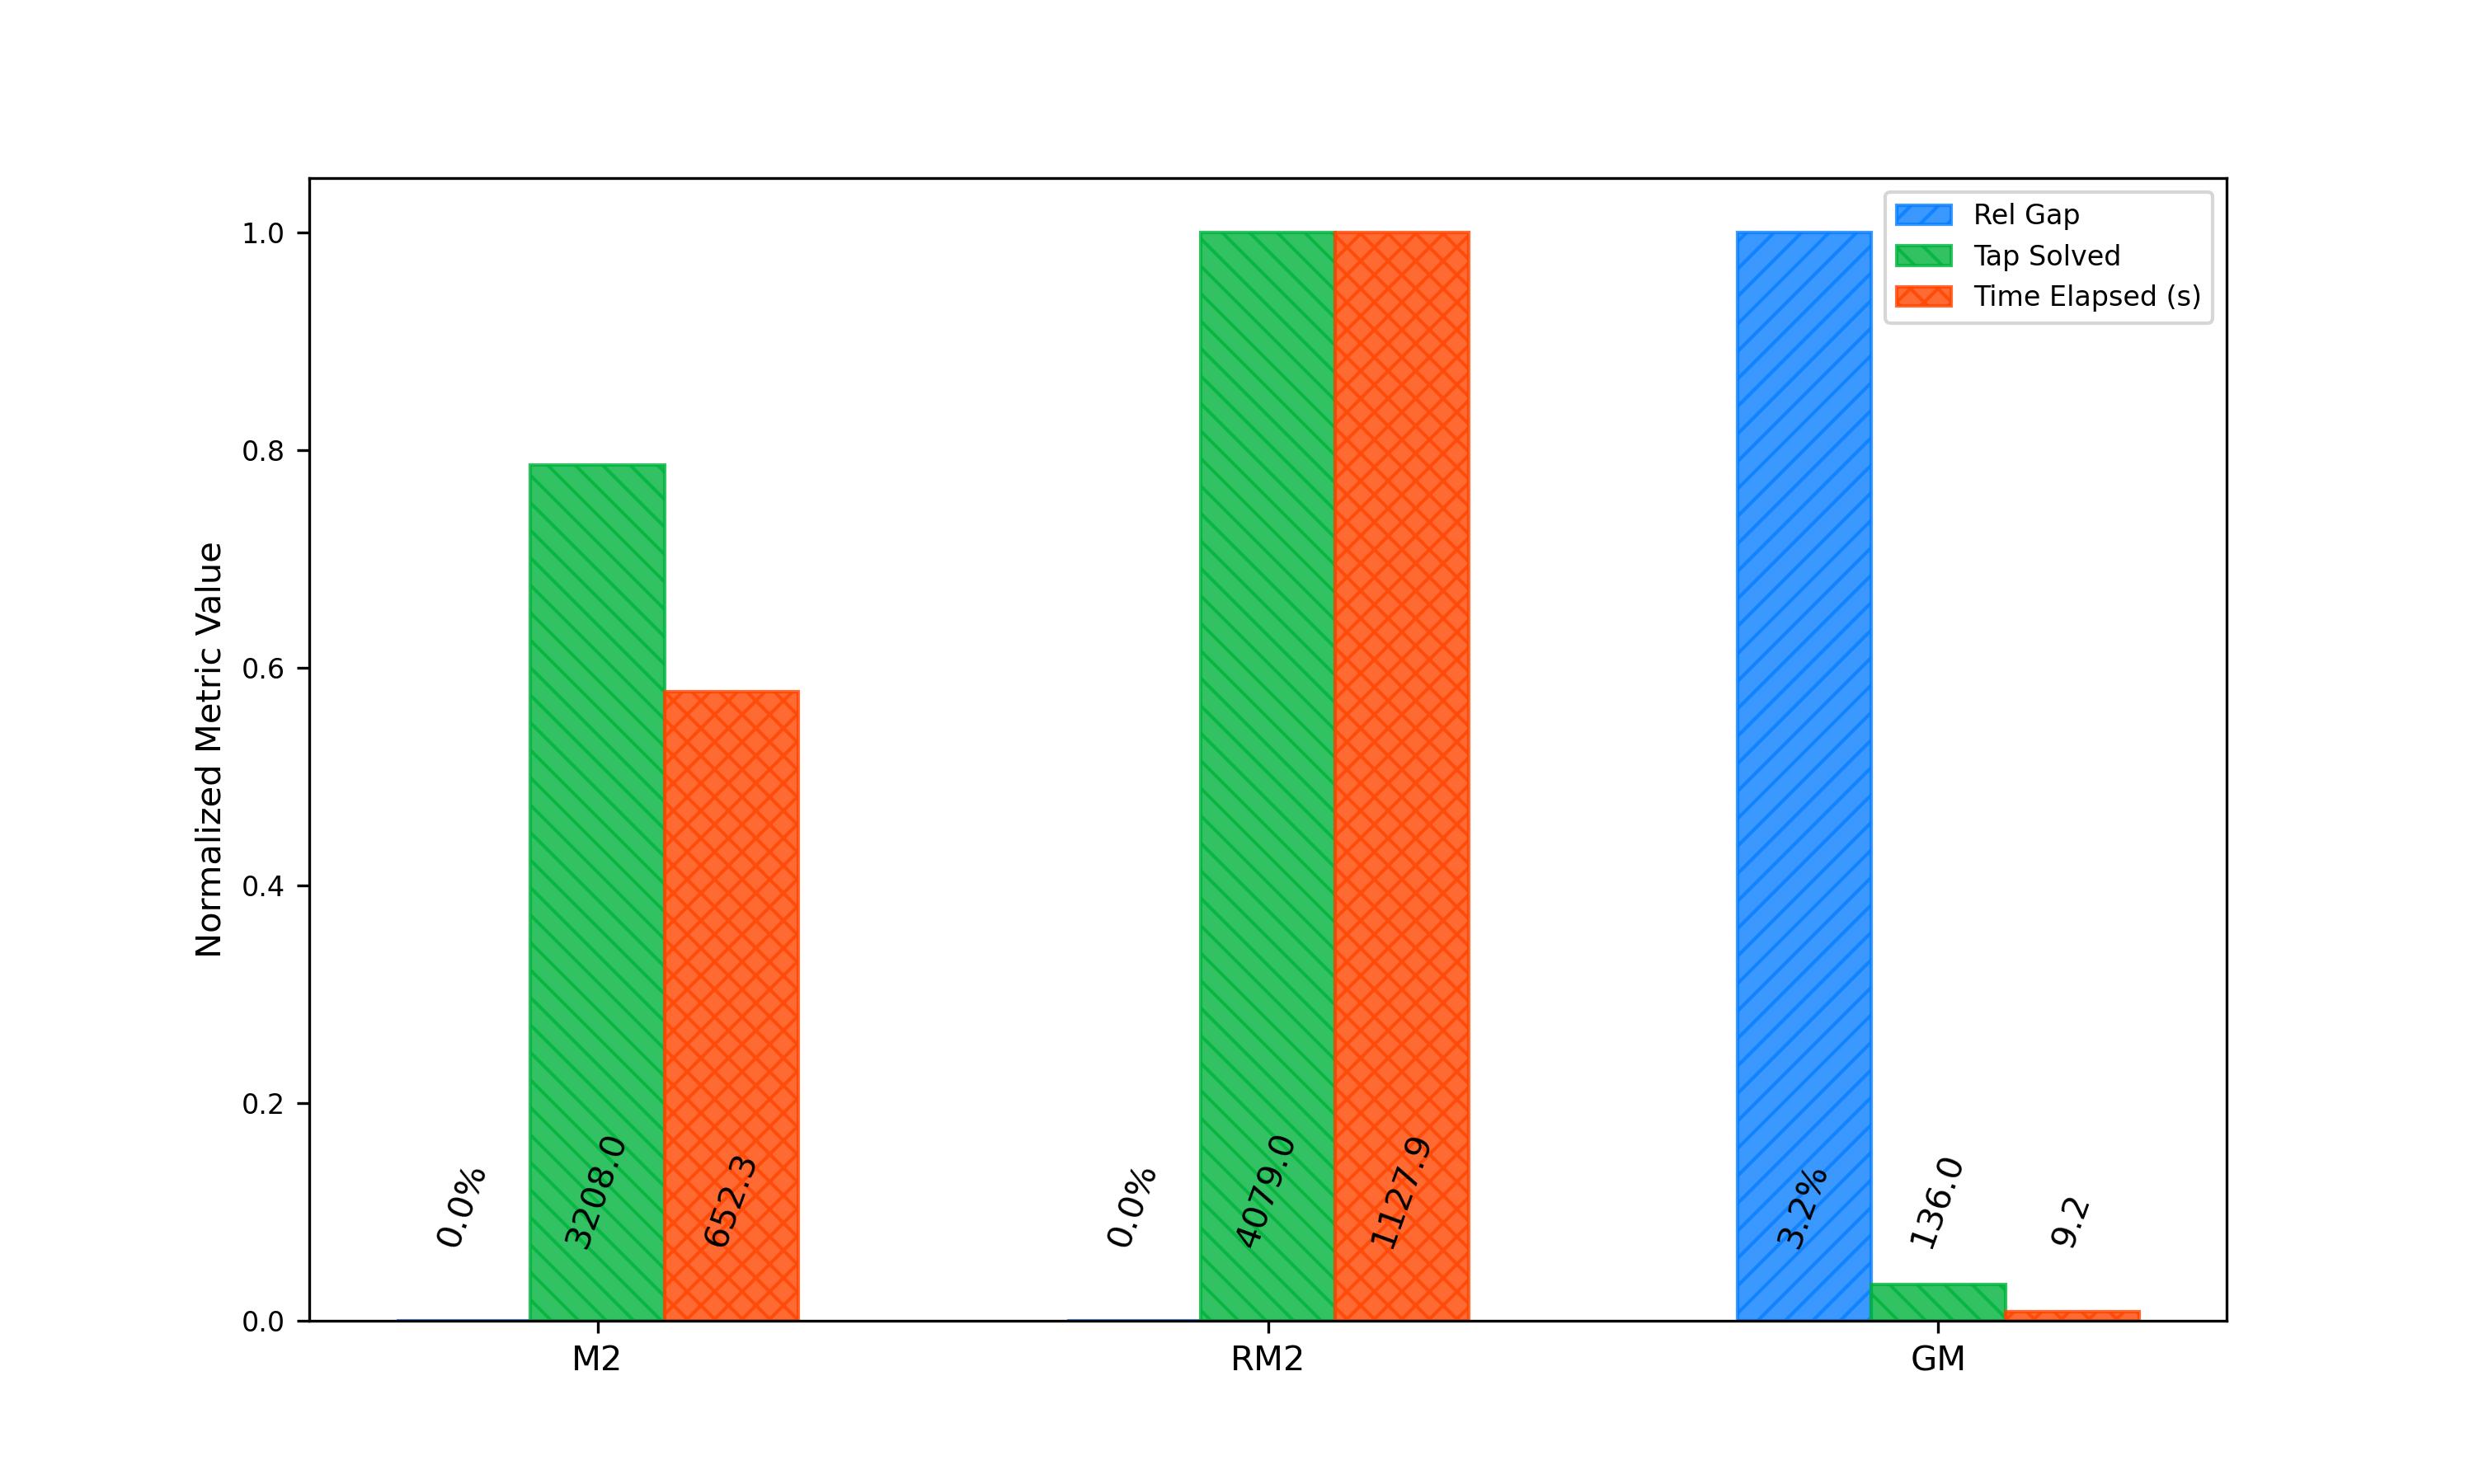 Rel Gap
Tap Solved
Time Elapsed (s)
Normalized Metric Value
1.0
0.8
0.6
0.4
0.2
0.0
0.0%
3208.0
652.3
0.0%
4079.0
1127.9
3.2%
136.0
9.2
M2
RM2
GM